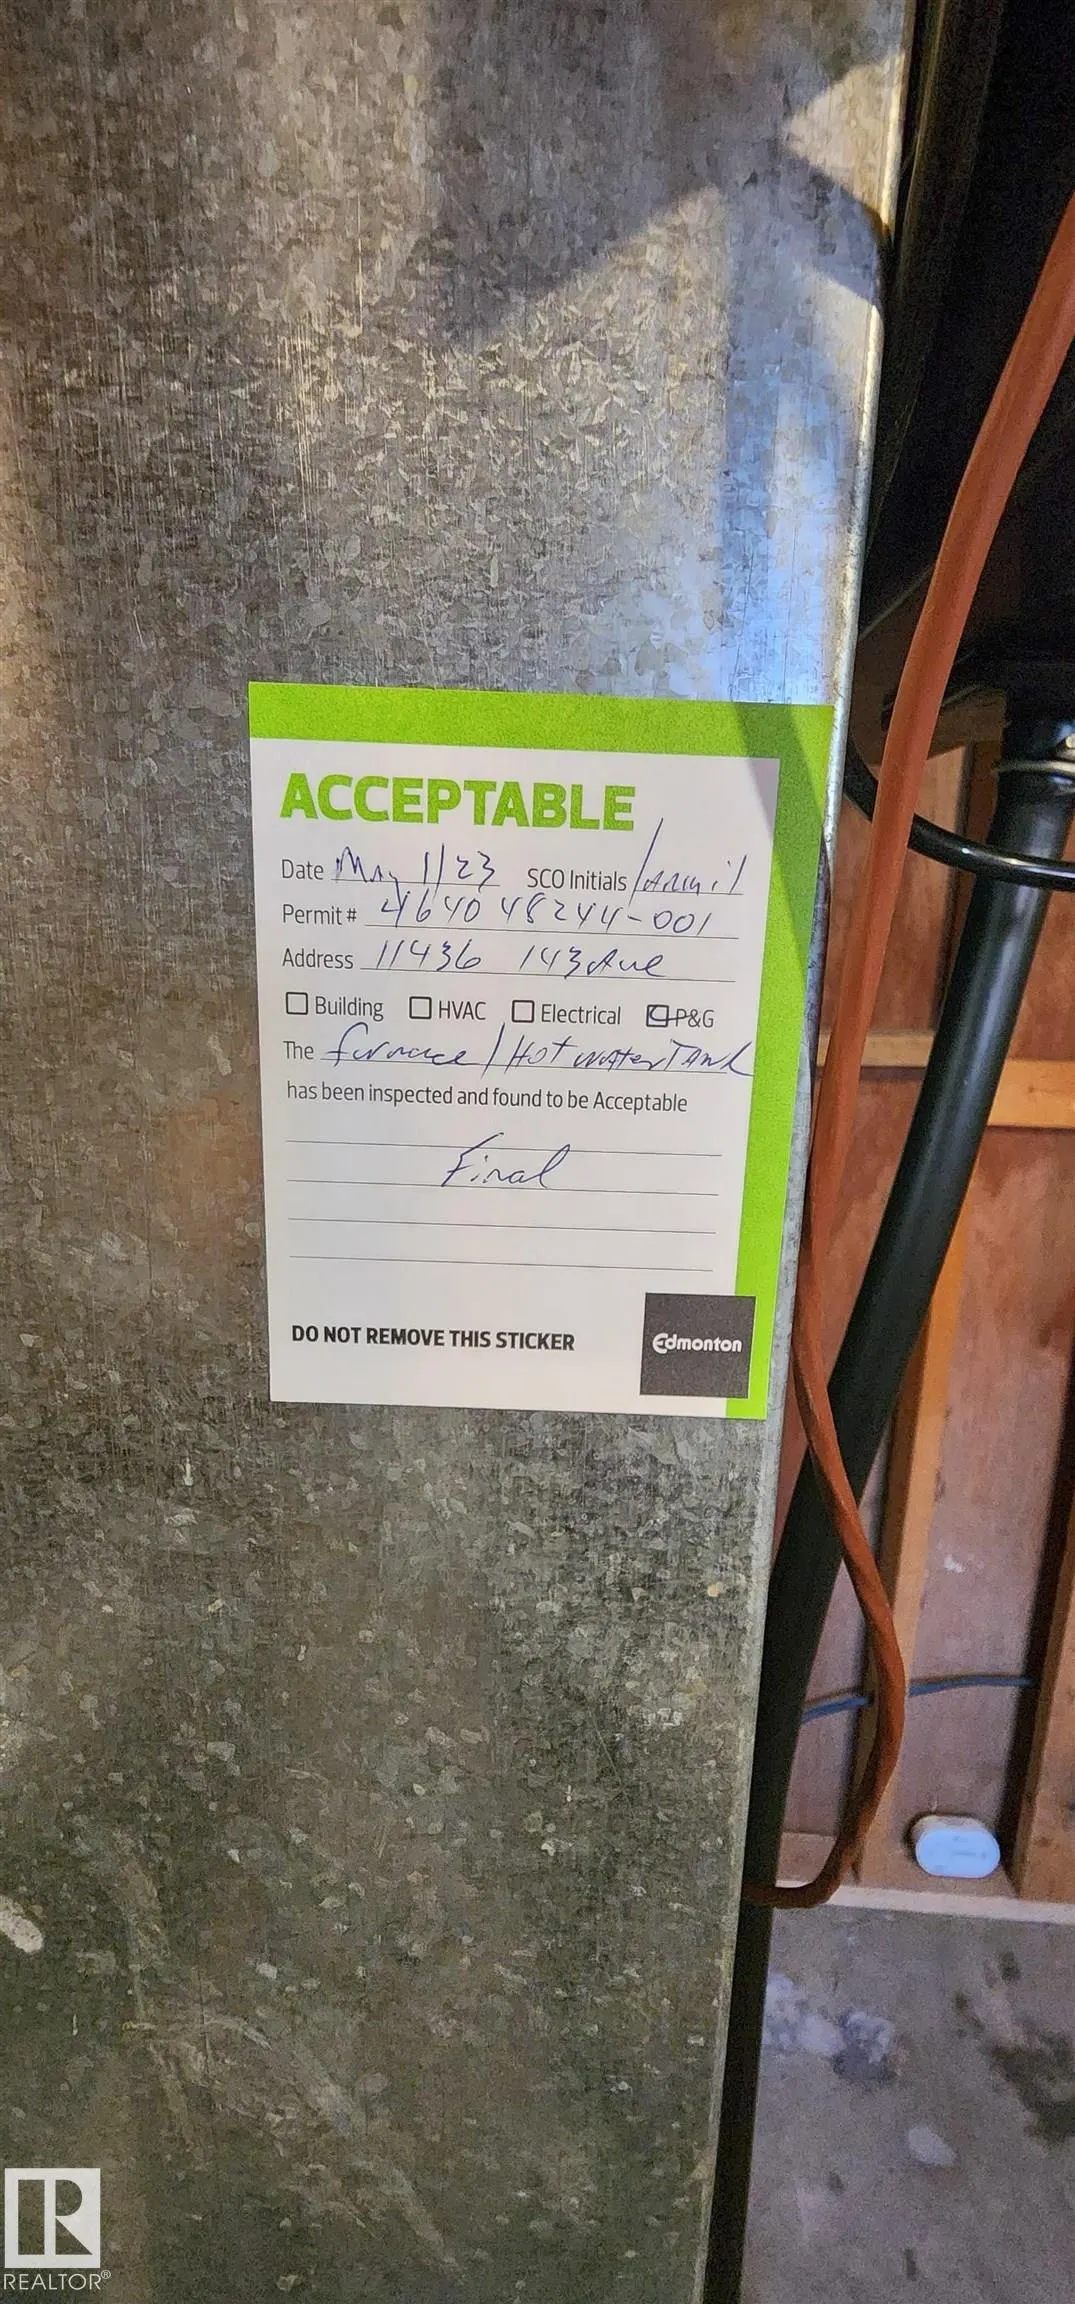 ACCEPTABLE
Date May 1/23 SCO Initials
Permit # 464048244-001
Address 11436 143 Ave
Building HVAC Electrical P&G
The furnace / Hot water Tank
has been inspected and found to be Acceptable
Final
DO NOT REMOVE THIS STICKER
Edmonton
R
REALTOR®